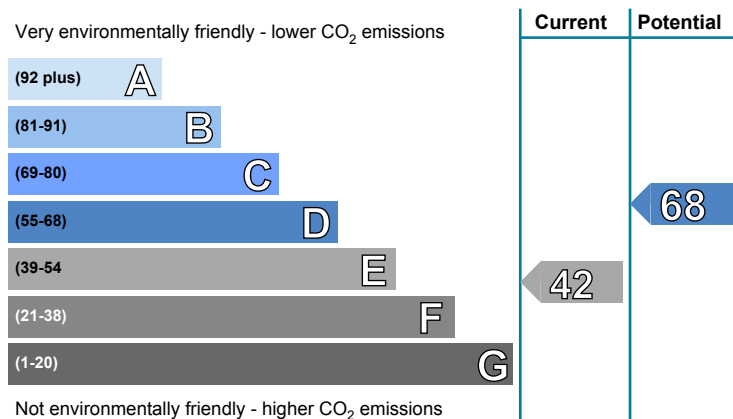 Current Potential
Very environmentally friendly - lower CO₂ emissions
(92 plus) A
(81-91) B
(69-80) C
68
(55-68) D
(39-54 E
42
(21-38) F
(1-20) G
Not environmentally friendly - higher CO₂ emissions